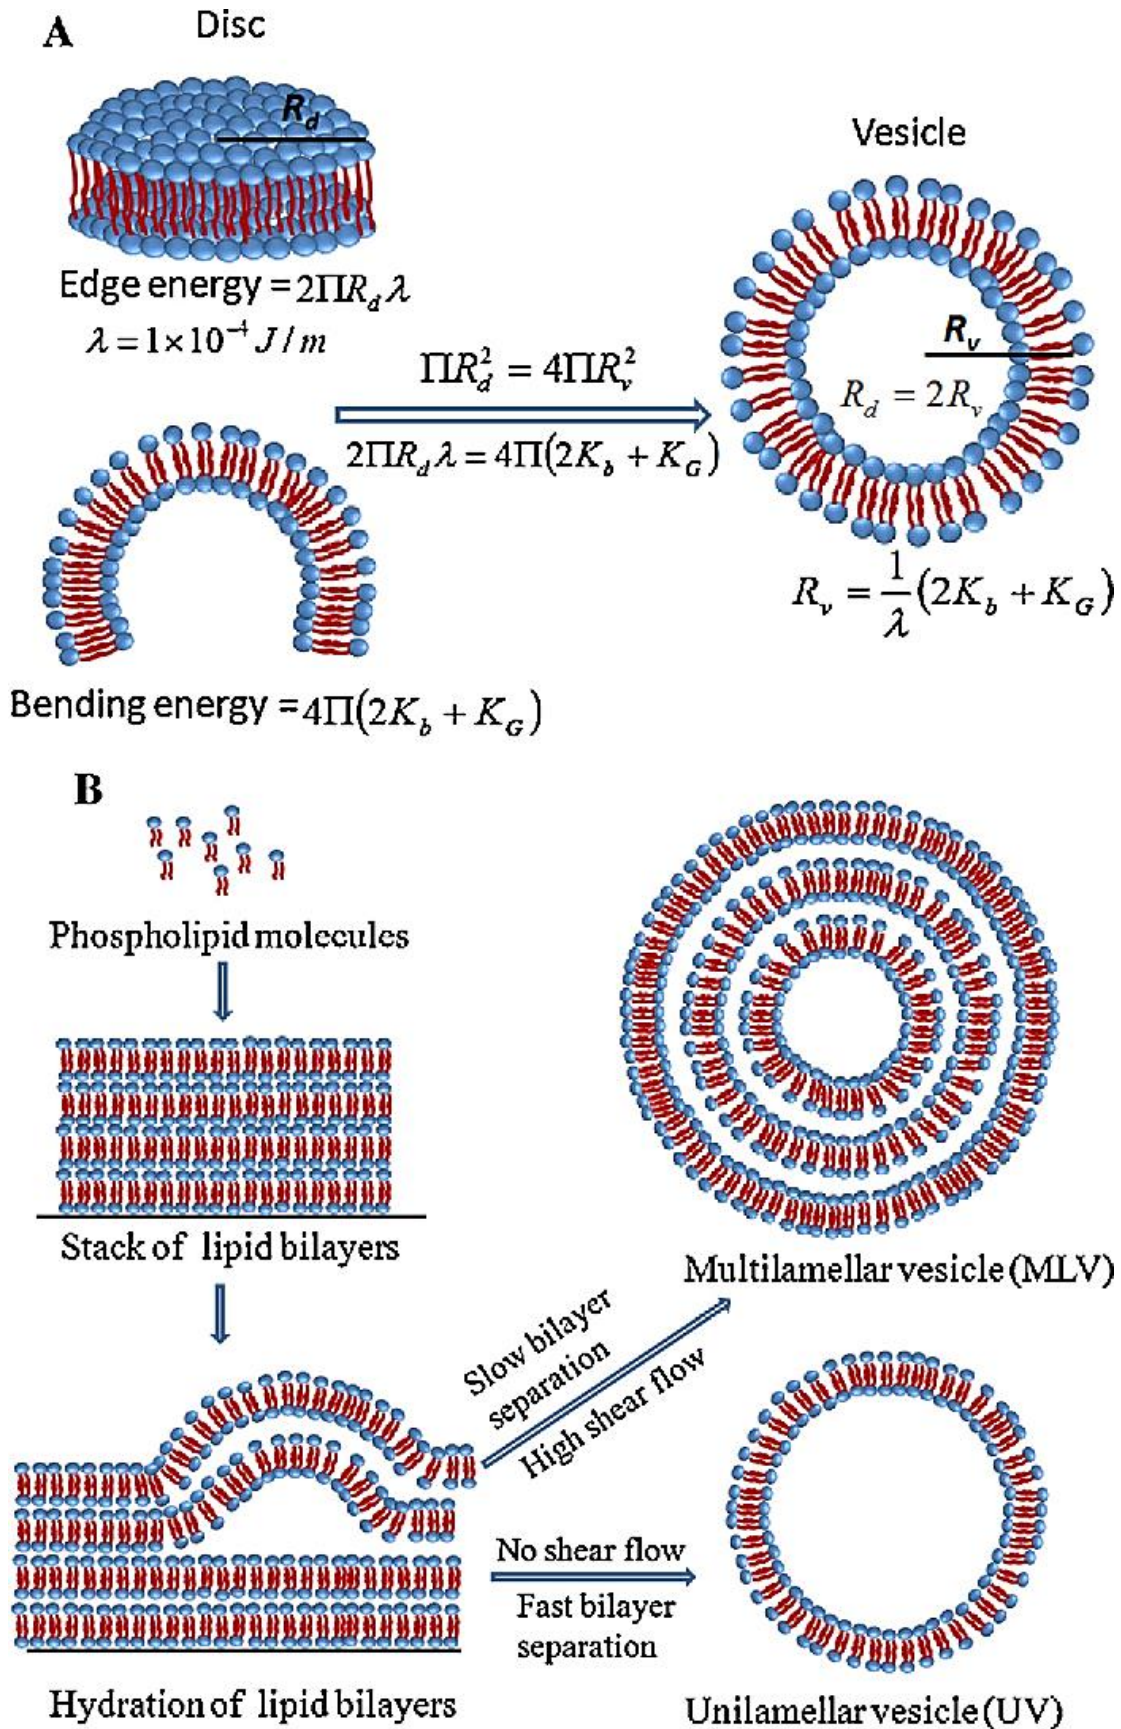 A
Disc
R_d
Edge energy = 2ΠR_d λ
λ = 1×10⁻⁴ J / m
ΠR_d² = 4ΠR_v²
2ΠR_d λ = 4Π(2K_b + K_G)
Vesicle
R_v
R_d = 2R_v
R_v = 1/λ (2K_b + K_G)
Bending energy = 4Π(2K_b + K_G)
B
Phospholipid molecules
Stack of lipid bilayers
Hydration of lipid bilayers
Slow bilayer
separation
High shear flow
Multilamellar vesicle (MLV)
No shear flow
Fast bilayer
separation
Unilamellar vesicle (UV)